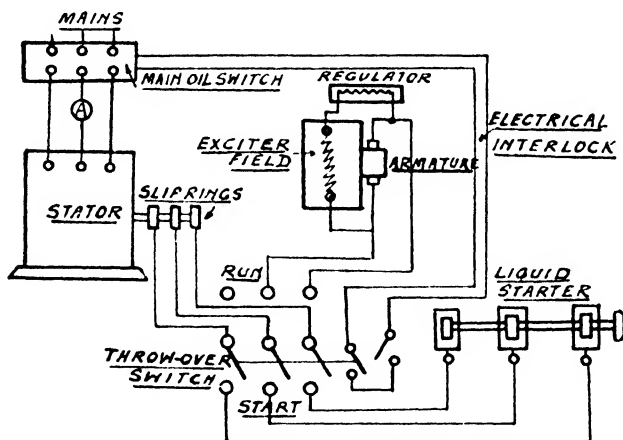 MAINS
MAIN OIL SWITCH
A
REGULATOR
EXCITER
FIELD
ARMATURE
ELECTRICAL
INTERLOCK
STATOR
SLIPRINGS
RUN
LIQUID
STARTER
THROW-OVER
SWITCH
START